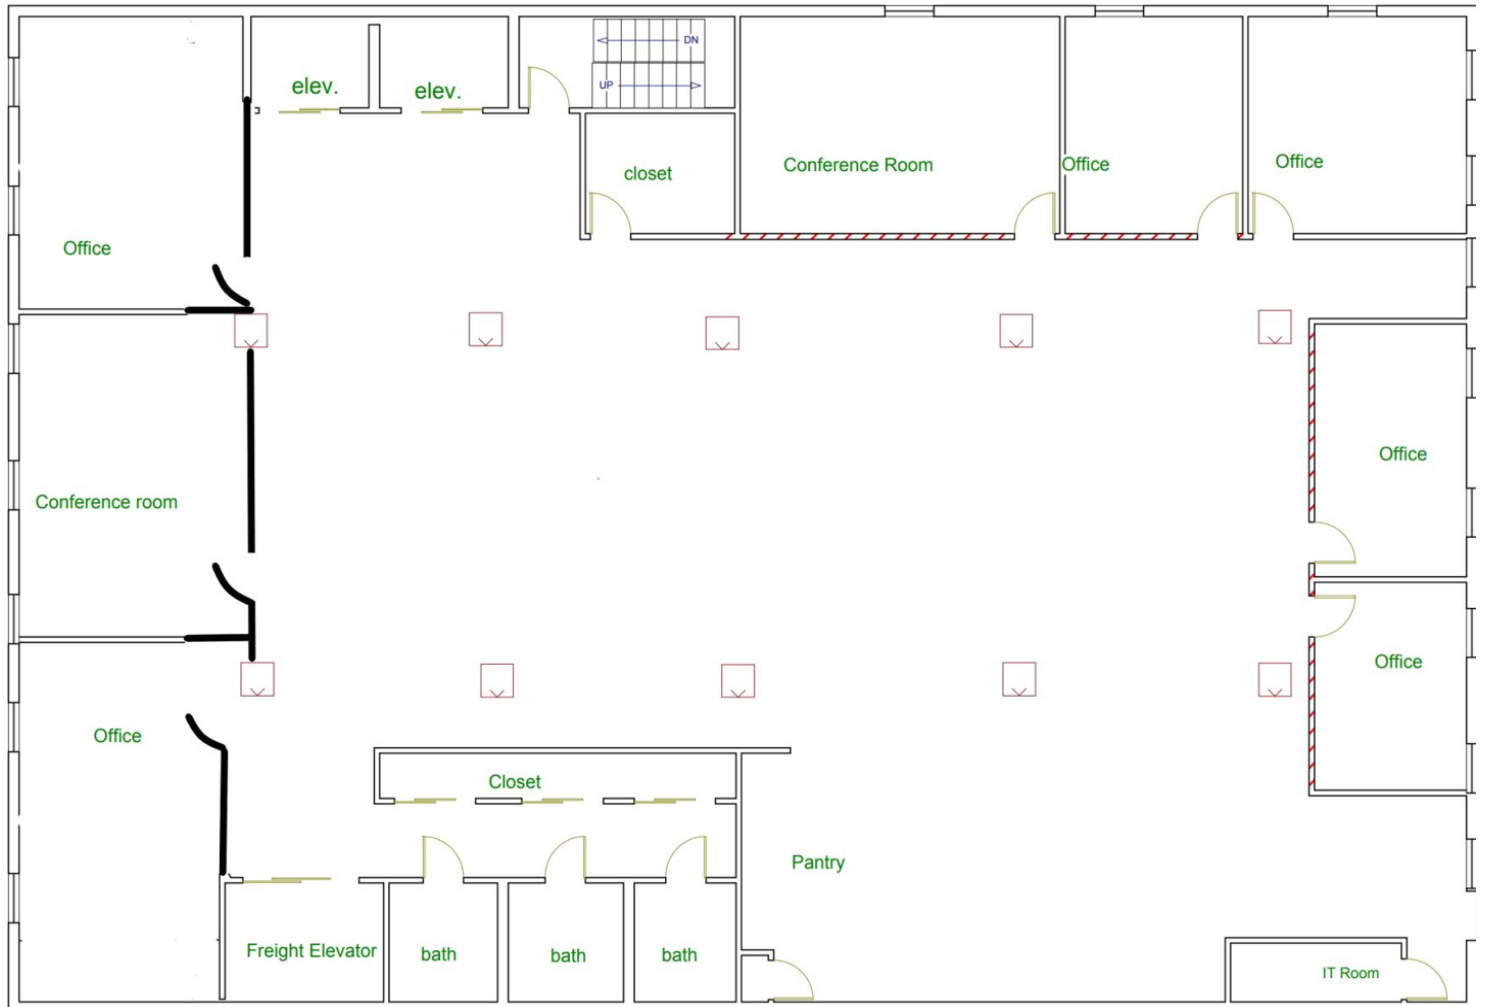 DN
UP
elev.
elev.
closet
Conference Room
Office
Office
Office
Conference room
Office
Office
Office
Closet
Pantry
Freight Elevator
bath
bath
bath
IT Room